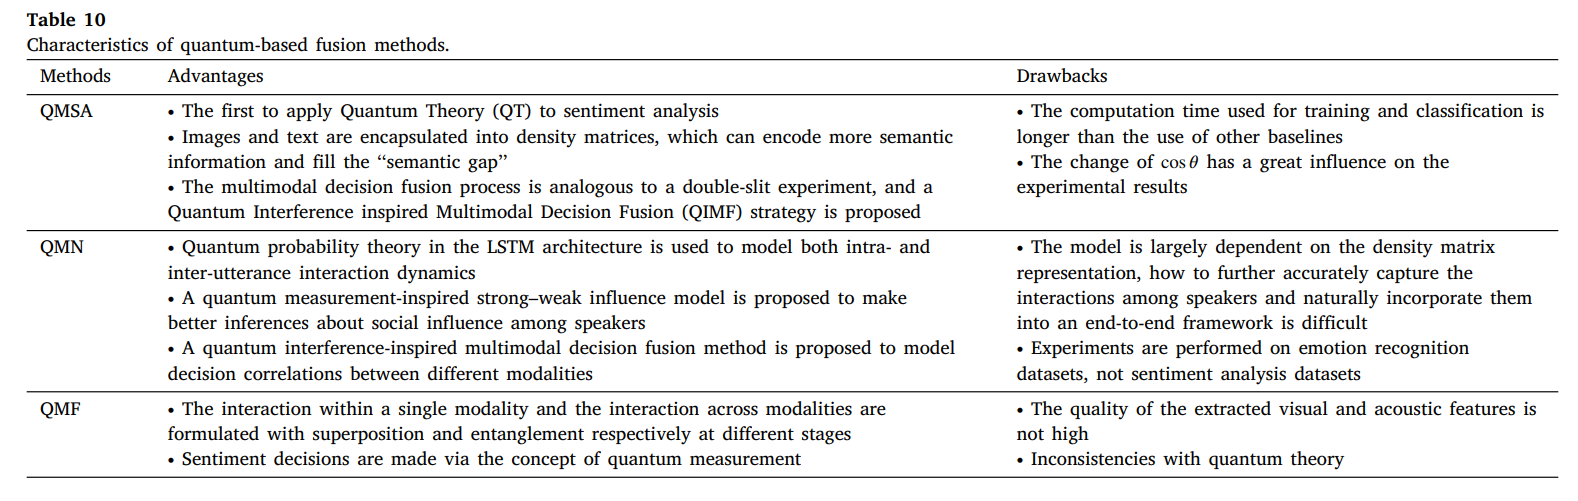 Table 10
Characteristics of quantum-based fusion methods.
Methods Advantages Drawbacks
QMSA
• The first to apply Quantum Theory (QT) to sentiment analysis
• Images and text are encapsulated into density matrices, which can encode more semantic
information and fill the “semantic gap”
• The multimodal decision fusion process is analogous to a double-slit experiment, and a
Quantum Interference inspired Multimodal Decision Fusion (QIMF) strategy is proposed
• The computation time used for training and classification is
longer than the use of other baselines
• The change of cos θ has a great influence on the
experimental results
QMN
• Quantum probability theory in the LSTM architecture is used to model both intra- and
inter-utterance interaction dynamics
• A quantum measurement-inspired strong–weak influence model is proposed to make
better inferences about social influence among speakers
• A quantum interference-inspired multimodal decision fusion method is proposed to model
decision correlations between different modalities
• The model is largely dependent on the density matrix
representation, how to further accurately capture the
interactions among speakers and naturally incorporate them
into an end-to-end framework is difficult
• Experiments are performed on emotion recognition
datasets, not sentiment analysis datasets
QMF
• The interaction within a single modality and the interaction across modalities are
formulated with superposition and entanglement respectively at different stages
• Sentiment decisions are made via the concept of quantum measurement
• The quality of the extracted visual and acoustic features is
not high
• Inconsistencies with quantum theory